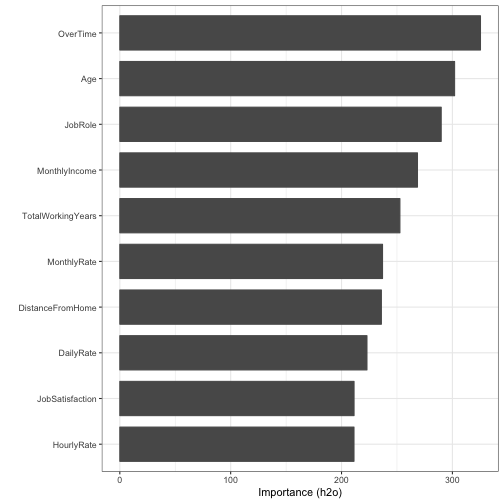 OverTime
Age
JobRole
MonthlyIncome
TotalWorkingYears
MonthlyRate
DistanceFromHome
DailyRate
JobSatisfaction
HourlyRate
0 100 200 300
Importance (h2o)